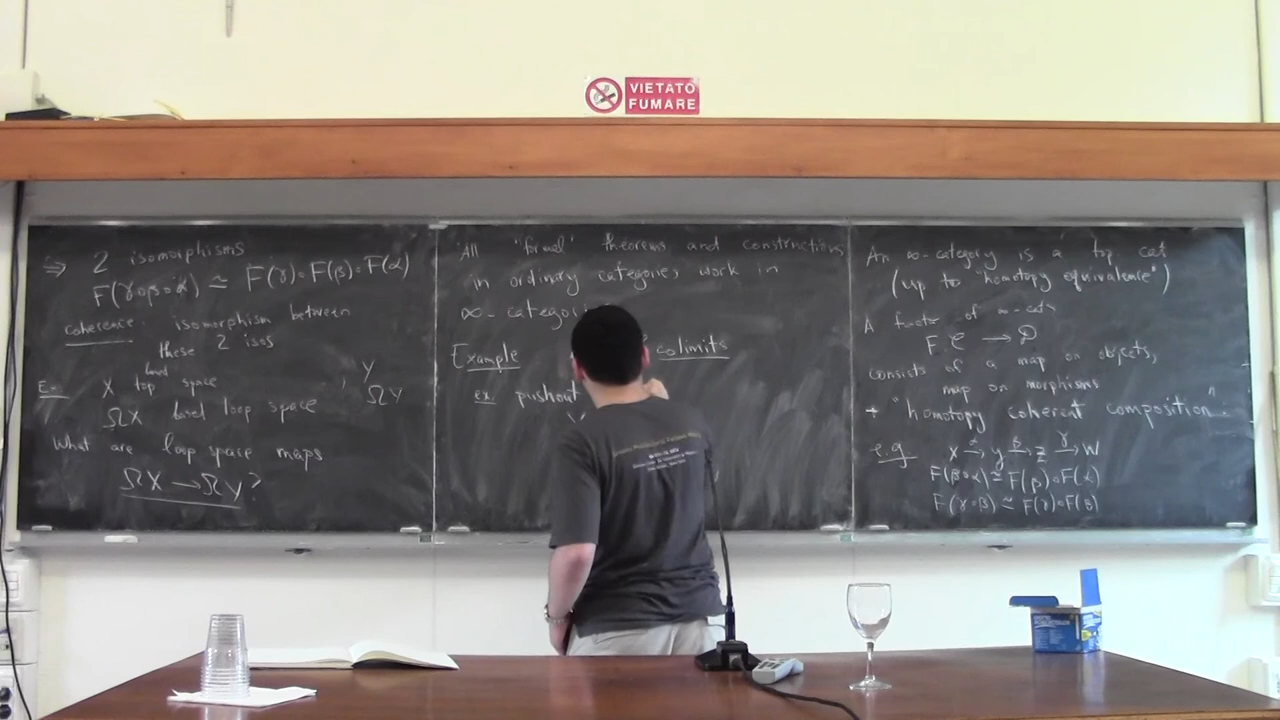 VIETATO
FUMARE
⇒ 2 isomorphisms
F(γ∘β∘α) ≅ F(γ)∘F(β)∘F(α)
Coherence: isomorphism between
these 2 isos
X top space , Y
ΩX based loop space ΩY
What are loop space maps
ΩX → ΩY?
All "formal" theorems and constructions
in ordinary categories work in
∞-categori
Example colimits
ex. pushout
An ∞-category is a top cat
(up to "homotopy equivalence")
A functor of ∞-cats
F: C → D
consists of a map on objects,
map on morphisms
+ "homotopy coherent composition"
e.g. X →α y →β z →γ W
F(β∘α) ≃ F(β)∘F(α)
F(γ∘β) ≃ F(γ)∘F(β)